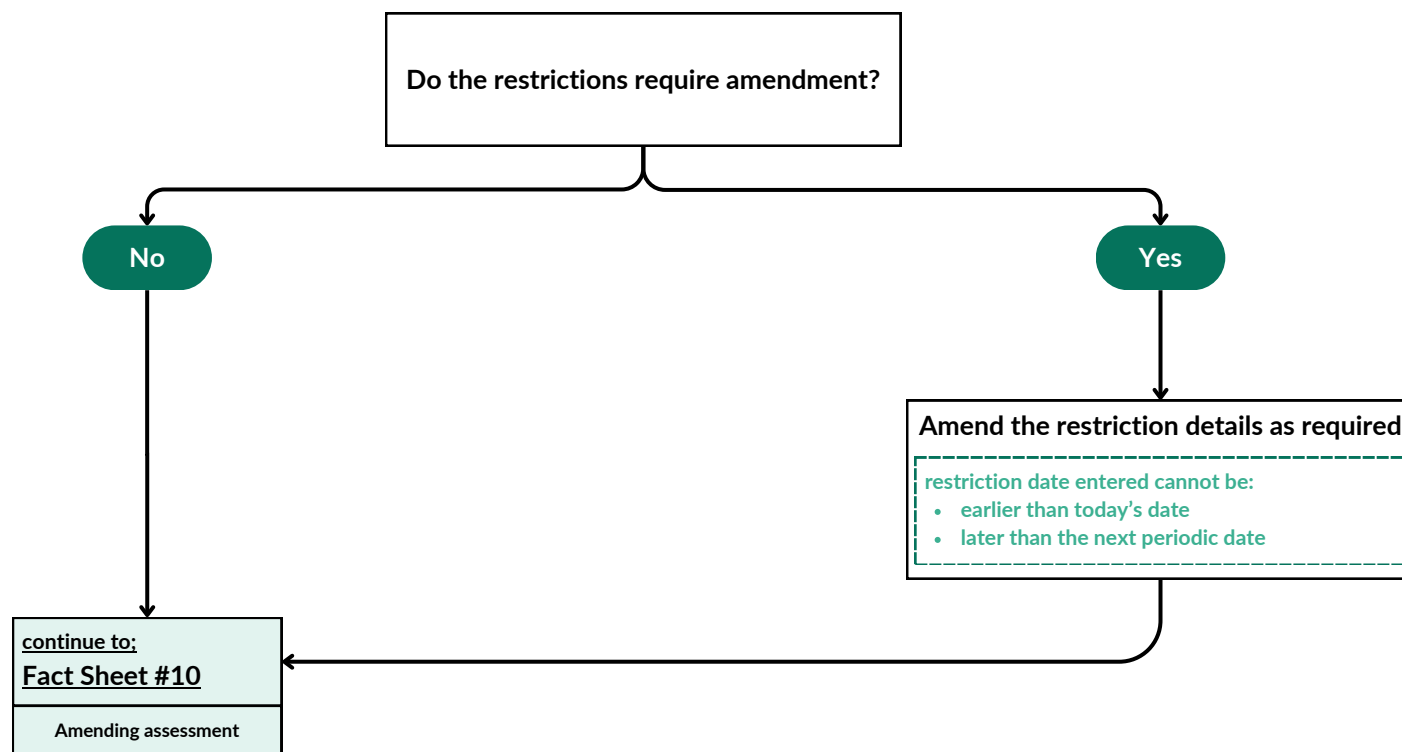 Do the restrictions require amendment?
No
Yes
Amend the restriction details as required
restriction date entered cannot be:
• earlier than today’s date
• later than the next periodic date
continue to;
Fact Sheet #10
Amending assessment